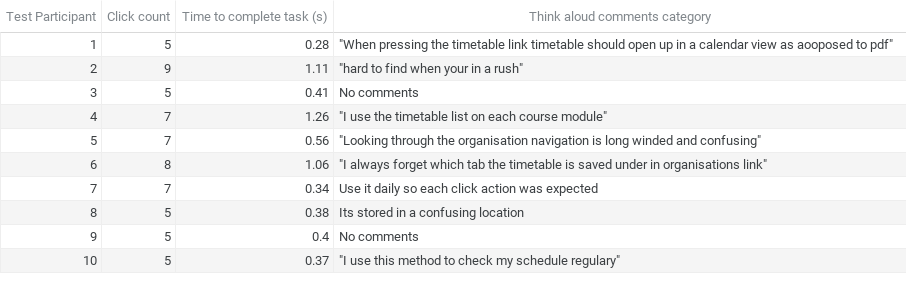 Test Participant Click count Time to complete task (s) Think aloud comments category
1 5 0.28 "When pressing the timetable link timetable should open up in a calendar view as aooposed to pdf"
2 9 1.11 "hard to find when your in a rush"
3 5 0.41 No comments
4 7 1.26 "I use the timetable list on each course module"
5 7 0.56 "Looking through the organisation navigation is long winded and confusing"
6 8 1.06 "I always forget which tab the timetable is saved under in organisations link"
7 7 0.34 Use it daily so each click action was expected
8 5 0.38 Its stored in a confusing location
9 5 0.4 No comments
10 5 0.37 "I use this method to check my schedule regulary"